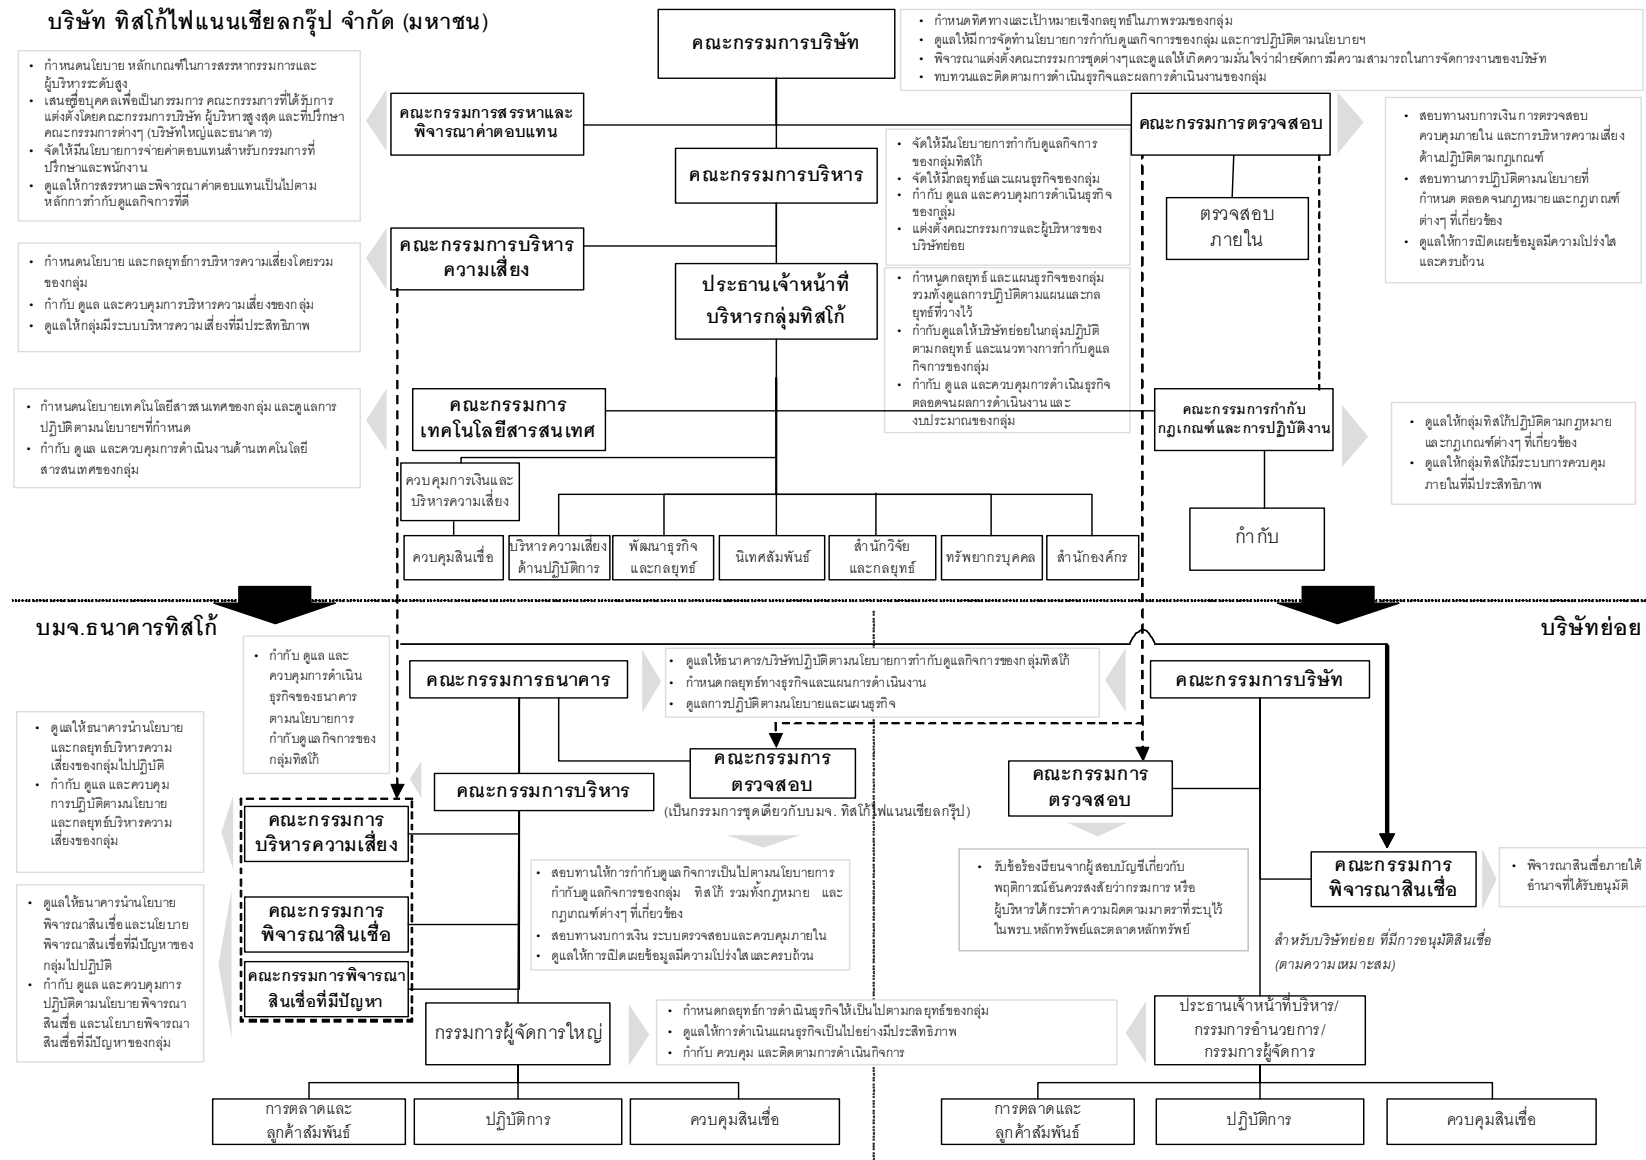 บริษัท ทิสโก้ไฟแนนเชียลกรุ๊ป จำกัด (มหาชน)
คณะกรรมการบริษัท
• กำหนดทิศทางและเป้าหมายเชิงกลยุทธ์ในภาพรวมของกลุ่ม
• ดูแลให้มีการจัดทำนโยบายการกำกับดูแลกิจการของกลุ่ม และการปฏิบัติตามนโยบายฯ
• พิจารณาแต่งตั้งคณะกรรมการชุดต่างๆและดูแลให้เกิดความมั่นใจว่าฝ่ายจัดการมีความสามารถในการจัดการงานของบริษัท
• ทบทวนและติดตามการดำเนินธุรกิจและผลการดำเนินงานของกลุ่ม
• กำหนดนโยบาย หลักเกณฑ์ในการสรรหากรรมการและ
ผู้บริหารระดับสูง
• เสนอชื่อบุคคลเพื่อเป็นกรรมการ คณะกรรมการที่ได้รับการ
แต่งตั้งโดยคณะกรรมการบริษัท ผู้บริหารสูงสุด และที่ปรึกษา
คณะกรรมการต่างๆ (บริษัทใหญ่และธนาคาร)
• จัดให้มีนโยบายการจ่ายค่าตอบแทนสำหรับกรรมการที่
ปรึกษาและพนักงาน
• ดูแลให้การสรรหาและพิจารณาค่าตอบแทนเป็นไปตาม
หลักการกำกับดูแลกิจการที่ดี
คณะกรรมการสรรหาและ
พิจารณาค่าตอบแทน
คณะกรรมการตรวจสอบ
• สอบทานงบการเงิน การตรวจสอบ
ควบคุมภายใน และการบริหารความเสี่ยง
ด้านปฏิบัติตามกฎเกณฑ์
• สอบทานการปฏิบัติตามนโยบายที่
กำหนด ตลอดจนกฎหมายและกฎเกณฑ์
ต่างๆ ที่เกี่ยวข้อง
• ดูแลให้การเปิดเผยข้อมูลมีความโปร่งใส
และครบถ้วน
คณะกรรมการบริหาร
• จัดให้มีนโยบายการกำกับดูแลกิจการ
ของกลุ่มทิสโก้
• จัดให้มีกลยุทธ์และแผนธุรกิจของกลุ่ม
• กำกับ ดูแล และควบคุมการดำเนินธุรกิจ
ของกลุ่ม
• แต่งตั้งคณะกรรมการและผู้บริหารของ
บริษัทย่อย
ตรวจสอบ
ภายใน
คณะกรรมการบริหาร
ความเสี่ยง
• กำหนดนโยบาย และกลยุทธ์การบริหารความเสี่ยงโดยรวม
ของกลุ่ม
• กำกับ ดูแล และควบคุมการบริหารความเสี่ยงของกลุ่ม
• ดูแลให้กลุ่มมีระบบบริหารความเสี่ยงที่มีประสิทธิภาพ
ประธานเจ้าหน้าที่
บริหารกลุ่มทิสโก้
• กำหนดกลยุทธ์ และแผนธุรกิจของกลุ่ม
รวมทั้งดูแลการปฏิบัติตามแผนและกล
ยุทธ์ที่วางไว้
• กำกับดูแลให้บริษัทย่อยในกลุ่มปฏิบัติ
ตามกลยุทธ์ และแนวทางการกำกับดูแล
กิจการของกลุ่ม
• กำกับ ดูแล และควบคุมการดำเนินธุรกิจ
ตลอดจนผลการดำเนินงาน และ
งบประมาณของกลุ่ม
• กำหนดนโยบายเทคโนโลยีสารสนเทศของกลุ่ม และดูแลการ
ปฏิบัติตามนโยบายฯที่กำหนด
• กำกับ ดูแล และควบคุมการดำเนินงานด้านเทคโนโลยี
สารสนเทศของกลุ่ม
คณะกรรมการ
เทคโนโลยีสารสนเทศ
คณะกรรมการกำกับ
กฎเกณฑ์และการปฏิบัติงาน
• ดูแลให้กลุ่มทิสโก้ปฏิบัติตามกฎหมาย
และกฎเกณฑ์ต่างๆ ที่เกี่ยวข้อง
• ดูแลให้กลุ่มทิสโก้มีระบบการควบคุม
ภายในที่มีประสิทธิภาพ
ควบคุมการเงินและ
บริหารความเสี่ยง
กำกับ
ควบคุมสินเชื่อ
บริหารความเสี่ยง
ด้านปฏิบัติการ
พัฒนาธุรกิจ
และกลยุทธ์
นิเทศสัมพันธ์
สำนักวิจัย
และกลยุทธ์
ทรัพยากรบุคคล
สำนักองค์กร
บมจ.ธนาคารทิสโก้
บริษัทย่อย
• กำกับ ดูแล และ
ควบคุมการดำเนิน
ธุรกิจของธนาคาร
ตามนโยบายการ
กำกับดูแลกิจการของ
กลุ่มทิสโก้
คณะกรรมการธนาคาร
• ดูแลให้ธนาคาร/บริษัทปฏิบัติตามนโยบายการกำกับดูแลกิจการของกลุ่มทิสโก้
• กำหนดกลยุทธ์ทางธุรกิจและแผนการดำเนินงาน
• ดูแลการปฏิบัติตามนโยบายและแผนธุรกิจ
คณะกรรมการบริษัท
• ดูแลให้ธนาคารนำนโยบาย
และกลยุทธ์บริหารความ
เสี่ยงของกลุ่มไปปฏิบัติ
• กำกับ ดูแล และควบคุม
การปฏิบัติตามนโยบาย
และกลยุทธ์บริหารความ
เสี่ยงของกลุ่ม
คณะกรรมการบริหาร
คณะกรรมการ
ตรวจสอบ
(เป็นกรรมการชุดเดียวกับบมจ. ทิสโก้ไฟแนนเชียลกรุ๊ป)
คณะกรรมการ
ตรวจสอบ
คณะกรรมการ
บริหารความเสี่ยง
• สอบทานให้การกำกับดูแลกิจการเป็นไปตามนโยบายการ
กำกับดูแลกิจการของกลุ่ม ทิสโก้ รวมทั้งกฎหมาย และ
กฎเกณฑ์ต่างๆ ที่เกี่ยวข้อง
• สอบทานงบการเงิน ระบบตรวจสอบและควบคุมภายใน
• ดูแลให้การเปิดเผยข้อมูลมีความโปร่งใสและครบถ้วน
• รับข้อร้องเรียนจากผู้สอบบัญชีเกี่ยวกับ
พฤติการณ์อันควรสงสัยว่ากรรมการ หรือ
ผู้บริหารได้กระทำความผิดตามมาตราที่ระบุไว้
ในพรบ.หลักทรัพย์และตลาดหลักทรัพย์
คณะกรรมการ
พิจารณาสินเชื่อ
• พิจารณาสินเชื่อภายใต้
อำนาจที่ได้รับอนุมัติ
สำหรับบริษัทย่อย ที่มีการอนุมัติสินเชื่อ
(ตามความเหมาะสม)
• ดูแลให้ธนาคารนำนโยบาย
พิจารณาสินเชื่อและนโยบาย
พิจารณาสินเชื่อที่มีปัญหาของ
กลุ่มไปปฏิบัติ
• กำกับ ดูแล และควบคุมการ
ปฏิบัติตามนโยบายพิจารณา
สินเชื่อ และนโยบายพิจารณา
สินเชื่อที่มีปัญหาของกลุ่ม
คณะกรรมการ
พิจารณาสินเชื่อ
คณะกรรมการพิจารณา
สินเชื่อที่มีปัญหา
กรรมการผู้จัดการใหญ่
• กำหนดกลยุทธ์การดำเนินธุรกิจให้เป็นไปตามกลยุทธ์ของกลุ่ม
• ดูแลให้การดำเนินแผนธุรกิจเป็นไปอย่างมีประสิทธิภาพ
• กำกับ ควบคุม และติดตามการดำเนินกิจการ
ประธานเจ้าหน้าที่บริหาร/
กรรมการอำนวยการ/
กรรมการผู้จัดการ
การตลาดและ
ลูกค้าสัมพันธ์
ปฏิบัติการ
ควบคุมสินเชื่อ
การตลาดและ
ลูกค้าสัมพันธ์
ปฏิบัติการ
ควบคุมสินเชื่อ